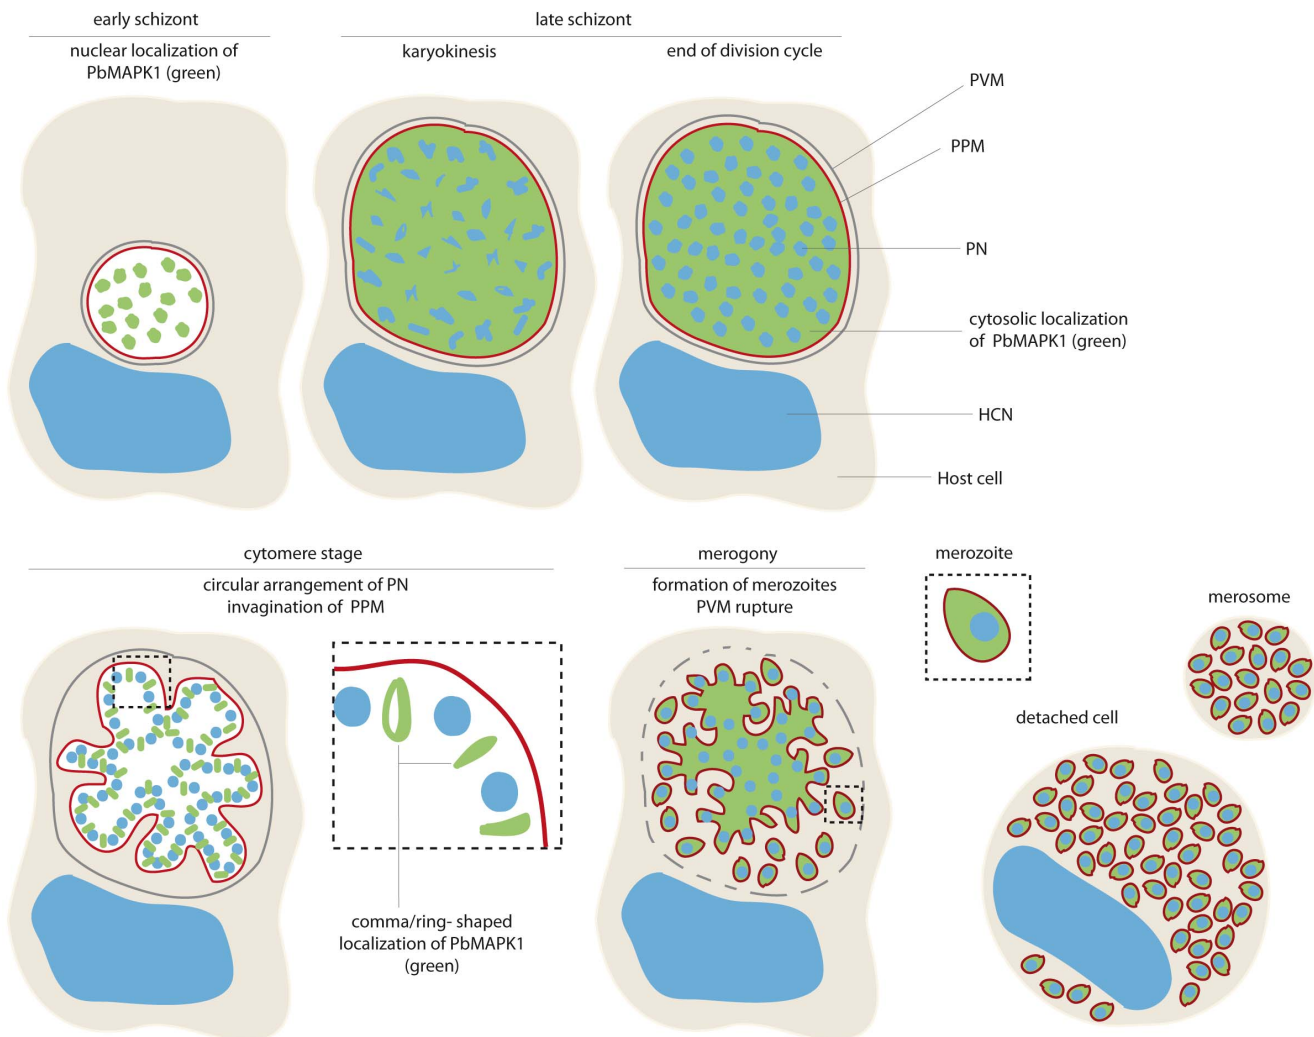 early schizont
late schizont
nuclear localization of
PbMAPK1 (green)
karyokinesis
end of division cycle
PVM
PPM
PN
cytosolic localization
of PbMAPK1 (green)
HCN
Host cell
cytomere stage
circular arrangement of PN
invagination of PPM
merogony
formation of merozoites
PVM rupture
merozoite
merosome
detached cell
comma/ring- shaped
localization of PbMAPK1
(green)